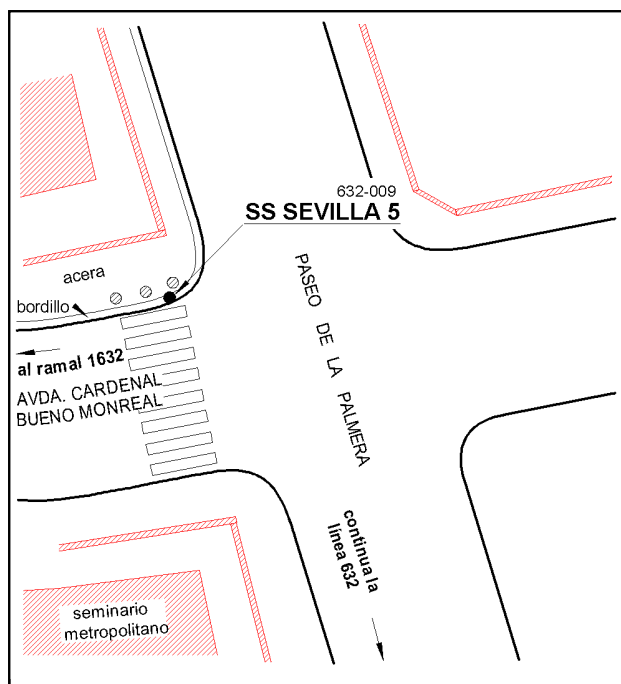 632-009
SS SEVILLA 5
acera
bordillo
al ramal 1632
AVDA. CARDENAL
BUENO MONREAL
PASEO DE LA PALMERA
continua la
línea 632
seminario
metropolitano